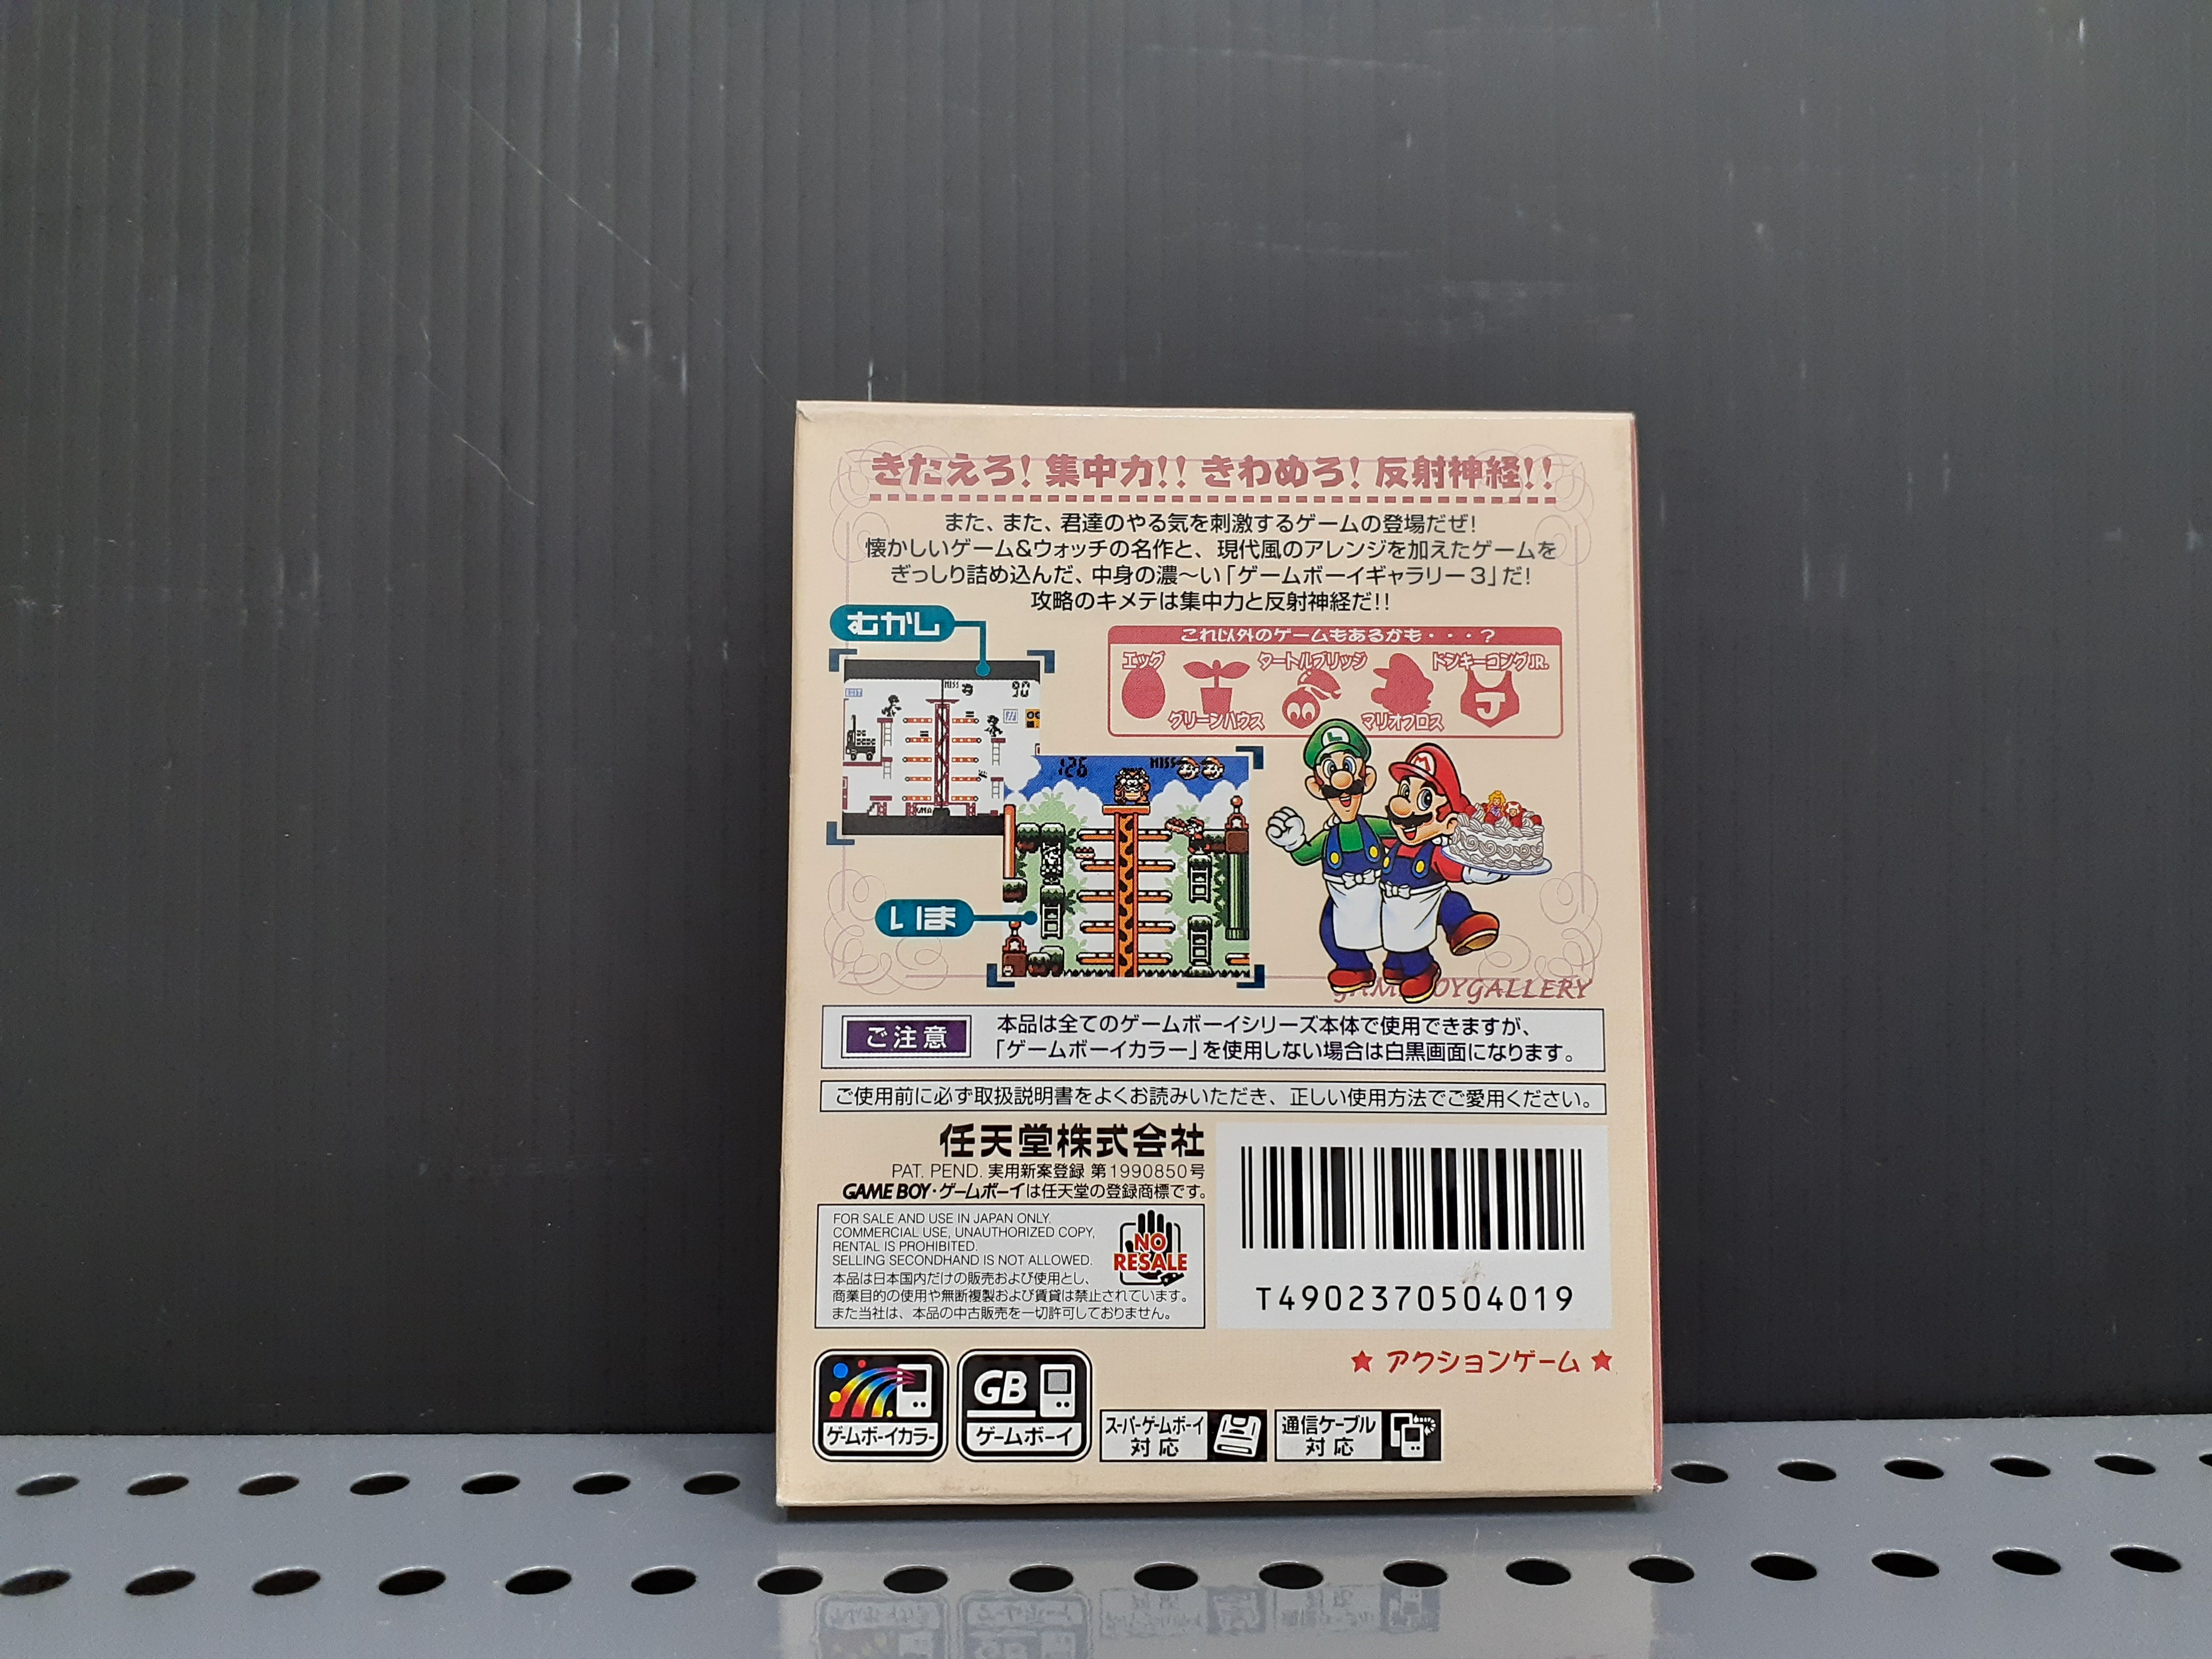 きたえろ！集中力！！きわめろ！反射神経！！
また、また、君達のやる気を刺激するゲームの登場だぜ！
懐かしいゲーム&ウォッチの名作と、現代風のアレンジを加えたゲームを
ぎっしり詰め込んだ、中身の濃〜い「ゲームボーイギャラリー3」だ！
攻略のキメテは集中力と反射神経だ！！
むかし
MISS
90
これ以外のゲームもあるかも・・・？
エッグ
グリーンハウス
タートルブリッジ
マリオブロス
ドンキーコングJR.
J
126
MISS
いま
L
M
GAMEBOYGALLERY
ご注意
本品は全てのゲームボーイシリーズ本体で使用できますが、
「ゲームボーイカラー」を使用しない場合は白黒画面になります。
ご使用前に必ず取扱説明書をよくお読みいただき、正しい使用方法でご愛用ください。
任天堂株式会社
PAT. PEND. 実用新案登録 第1990850号
GAME BOY・ゲームボーイは任天堂の登録商標です。
FOR SALE AND USE IN JAPAN ONLY.
COMMERCIAL USE, UNAUTHORIZED COPY,
RENTAL IS PROHIBITED.
SELLING SECONDHAND IS NOT ALLOWED.
NO
RESALE
本品は日本国内だけの販売および使用とし、
商業目的の使用や無断複製および賃貸は禁止されています。
また当社は、本品の中古販売を一切許可しておりません。
T4902370504019
★ アクションゲーム ★
ゲームボーイカラー
GB
ゲームボーイ
スーパーゲームボーイ
対応
通信ケーブル
対応